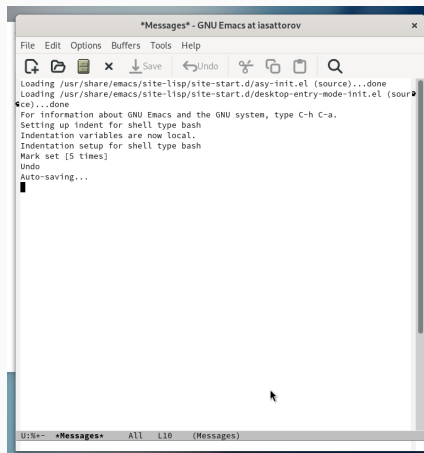 *Messages* - GNU Emacs at iasattorov
File Edit Options Buffers Tools Help
Save Undo
Loading /usr/share/emacs/site-lisp/site-start.d/asy-init.el (source)...done
Loading /usr/share/emacs/site-lisp/site-start.d/desktop-entry-mode-init.el (sour
ce)...done
For information about GNU Emacs and the GNU system, type C-h C-a.
Setting up indent for shell type bash
Indentation variables are now local.
Indentation setup for shell type bash
Mark set [5 times]
Undo
Auto-saving...
U:%*- *Messages* All L10 (Messages)